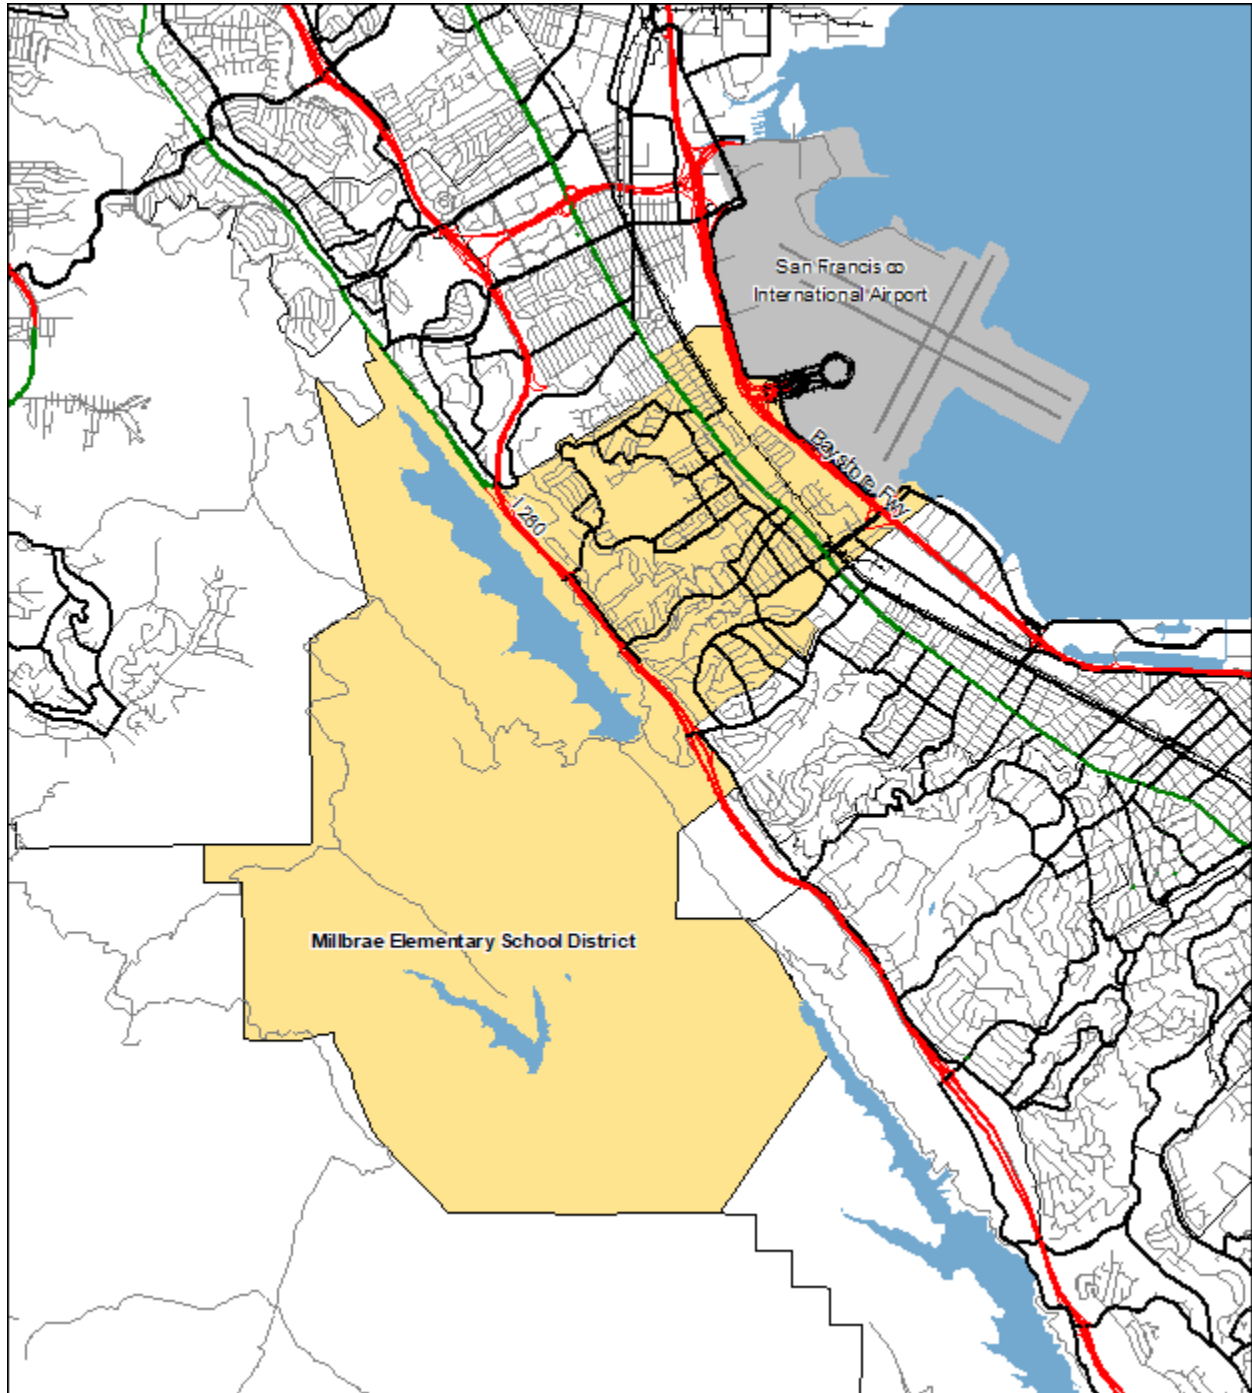 San Francisco
International Airport
Bayshore Fwy
I 280
Millbrae Elementary School District